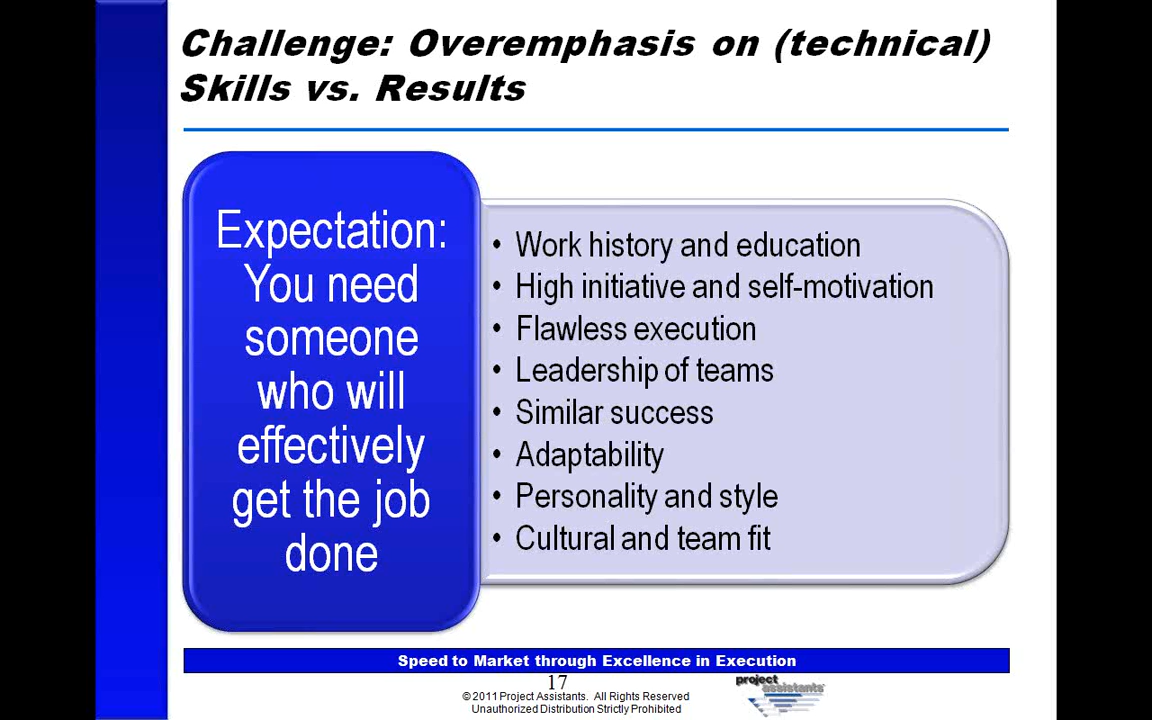 Challenge: Overemphasis on (technical)
Skills vs. Results
Expectation:
You need
someone
who will
effectively
get the job
done
• Work history and education
• High initiative and self-motivation
• Flawless execution
• Leadership of teams
• Similar success
• Adaptability
• Personality and style
• Cultural and team fit
Speed to Market through Excellence in Execution
17
©2011 Project Assistants. All Rights Reserved
Unauthorized Distribution Strictly Prohibited
project
assistants